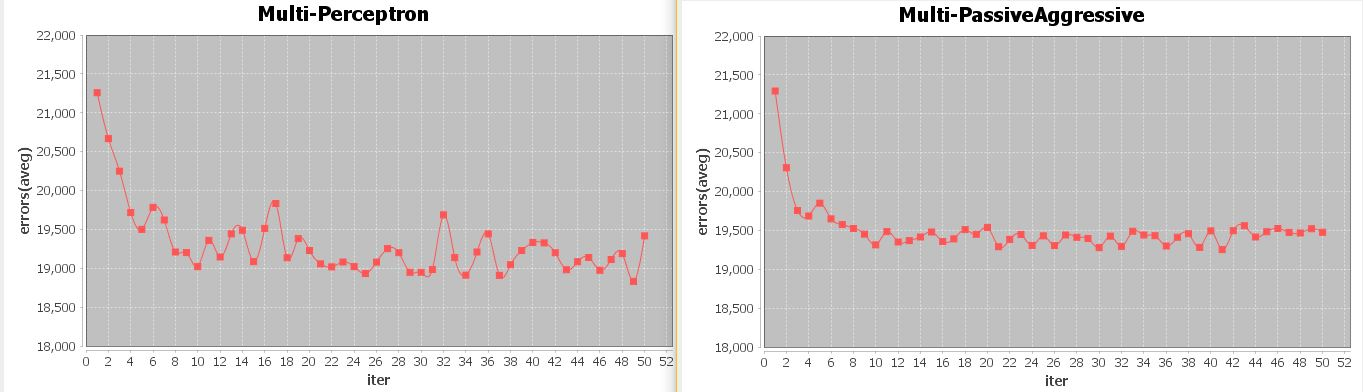 Multi-Perceptron
22,000
21,500
21,000
20,500
20,000
19,500
19,000
18,500
18,000
errors(aveg)
0 2 4 6 8 10 12 14 16 18 20 22 24 26 28 30 32 34 36 38 40 42 44 46 48 50 52
iter
Multi-PassiveAggressive
22,000
21,500
21,000
20,500
20,000
19,500
19,000
18,500
18,000
errors(aveg)
0 2 4 6 8 10 12 14 16 18 20 22 24 26 28 30 32 34 36 38 40 42 44 46 48 50 52
iter